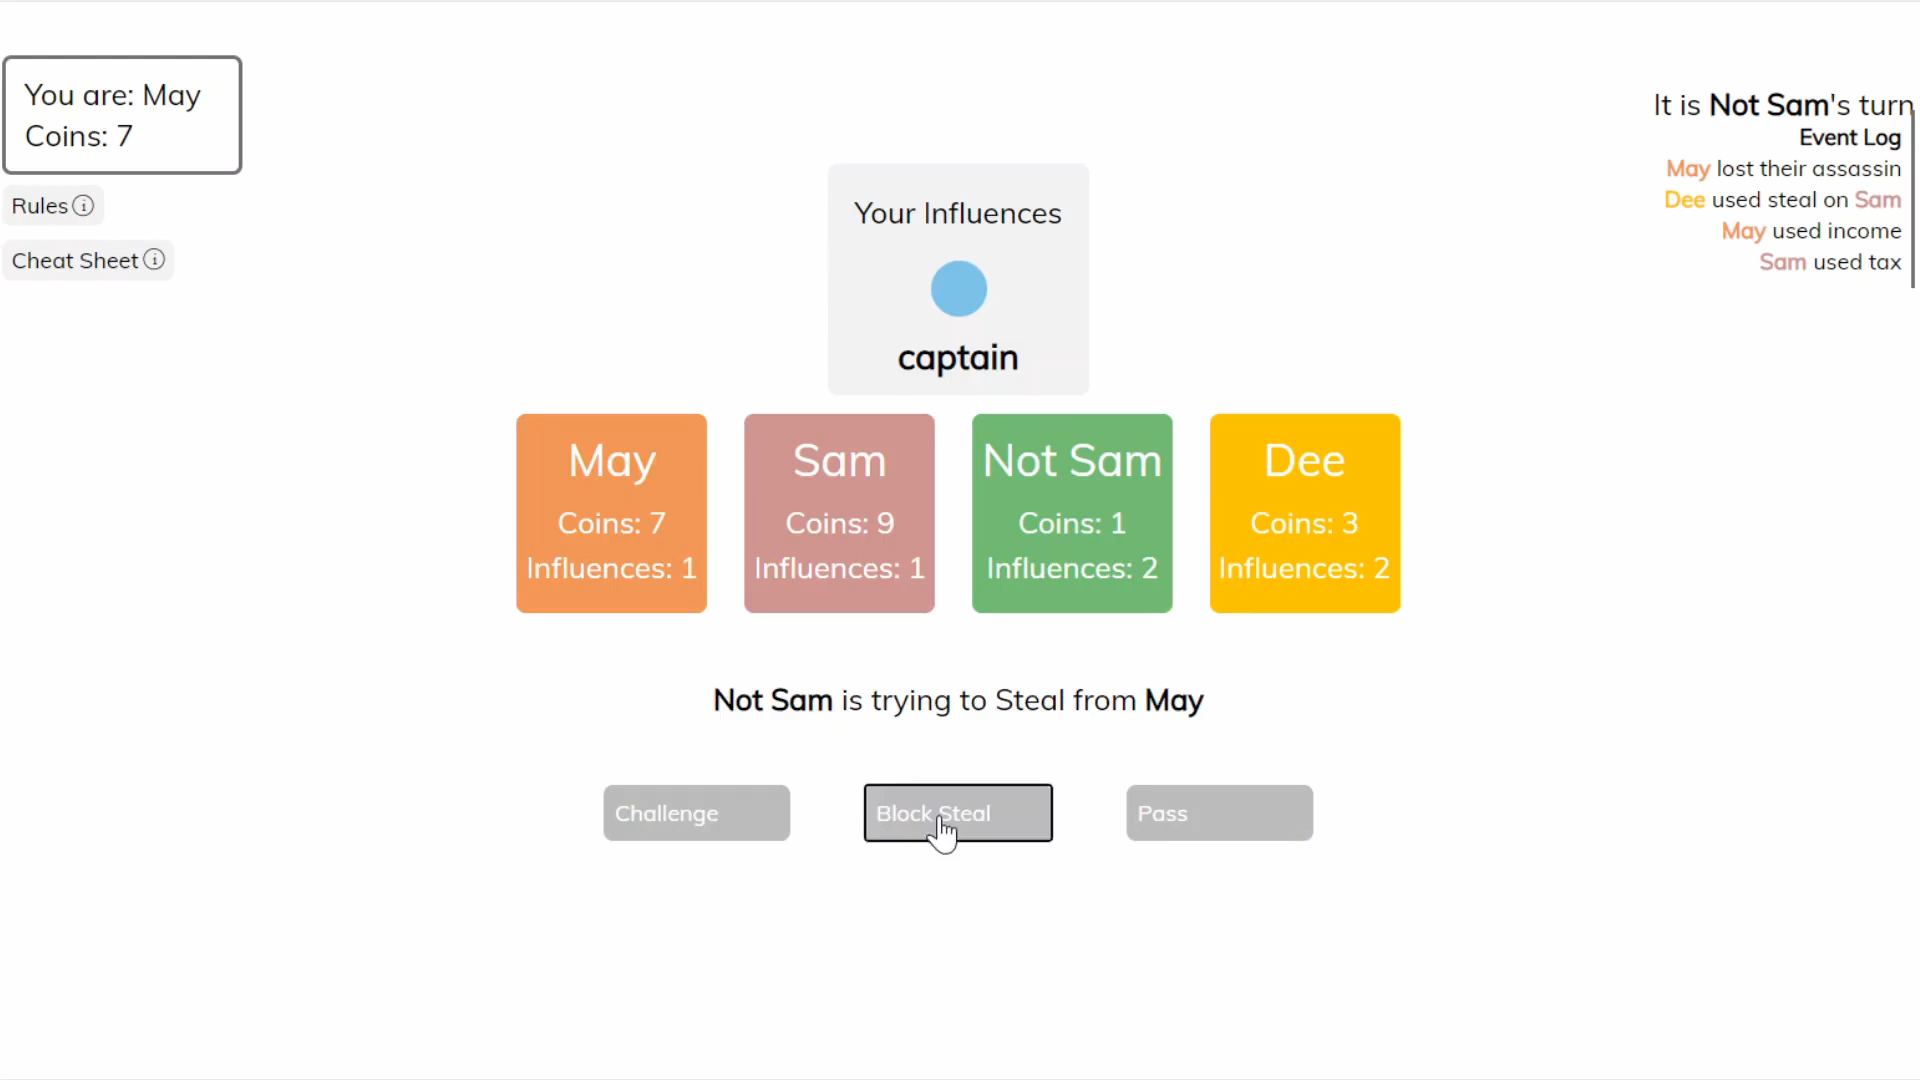 You are: May
Coins: 7
Rules
Cheat Sheet
It is Not Sam's turn
Event Log
May lost their assassin
Dee used steal on Sam
May used income
Sam used tax
Your Influences
captain
May
Coins: 7
Influences: 1
Sam
Coins: 9
Influences: 1
Not Sam
Coins: 1
Influences: 2
Dee
Coins: 3
Influences: 2
Not Sam is trying to Steal from May
Challenge
Block Steal
Pass